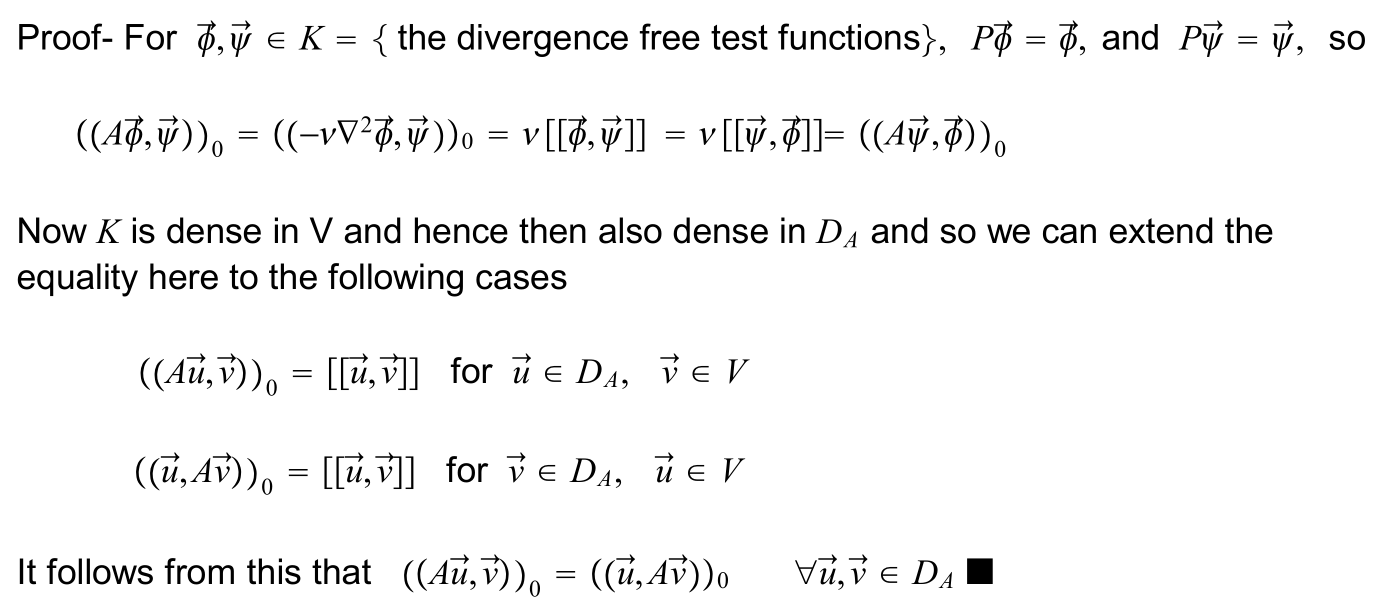 Proof- For $\vec{\phi},\vec{\psi} \in K = \{$ the divergence free test functions$\}$, $P\vec{\phi} = \vec{\phi}$, and $P\vec{\psi} = \vec{\psi}$, so
$((A\vec{\phi},\vec{\psi}))_0 = ((-\nu\nabla^2\vec{\phi},\vec{\psi}))_0 = \nu[[\vec{\phi},\vec{\psi}]] = \nu[[\vec{\psi},\vec{\phi}]] = ((A\vec{\psi},\vec{\phi}))_0$
Now $K$ is dense in V and hence then also dense in $D_A$ and so we can extend the
equality here to the following cases
$((A\vec{u},\vec{v}))_0 = [[\vec{u},\vec{v}]]$ for $\vec{u} \in D_A, \vec{v} \in V$
$((\vec{u},A\vec{v}))_0 = [[\vec{u},\vec{v}]]$ for $\vec{v} \in D_A, \vec{u} \in V$
It follows from this that $((A\vec{u},\vec{v}))_0 = ((\vec{u},A\vec{v}))_0 \quad \forall\vec{u},\vec{v} \in D_A$ ■